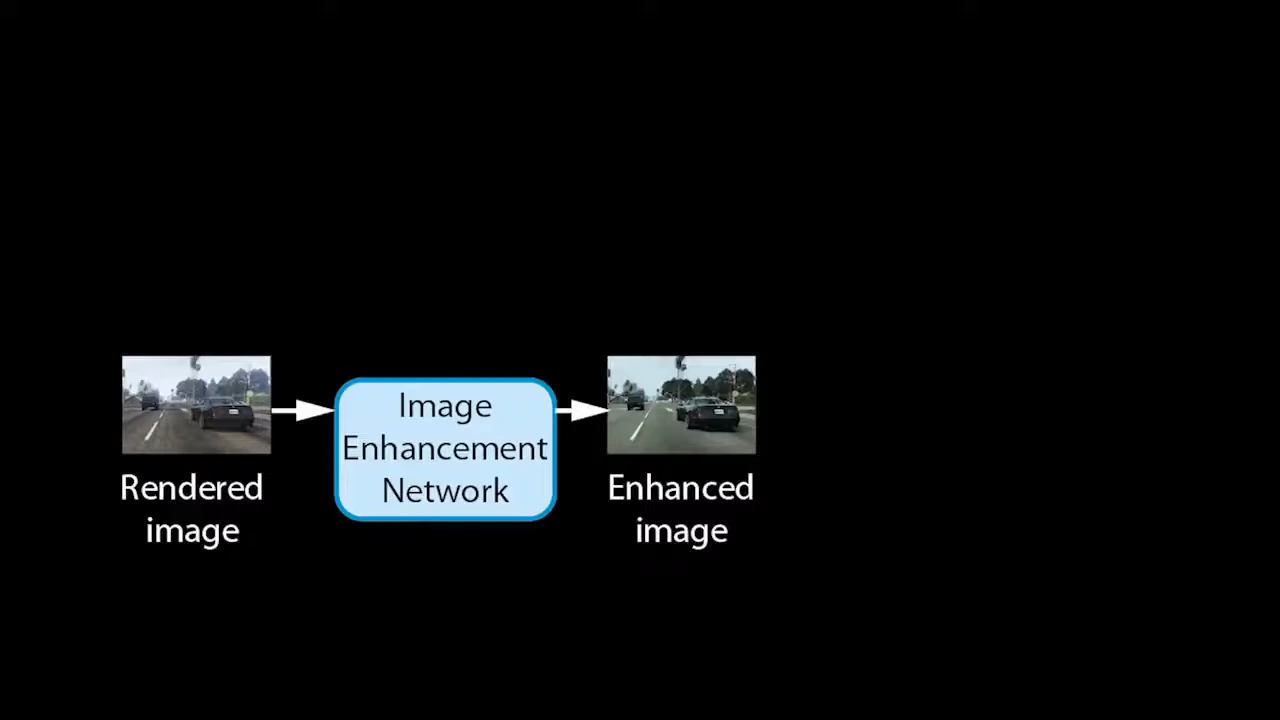 Image
Enhancement
Network
Rendered
image
Enhanced
image